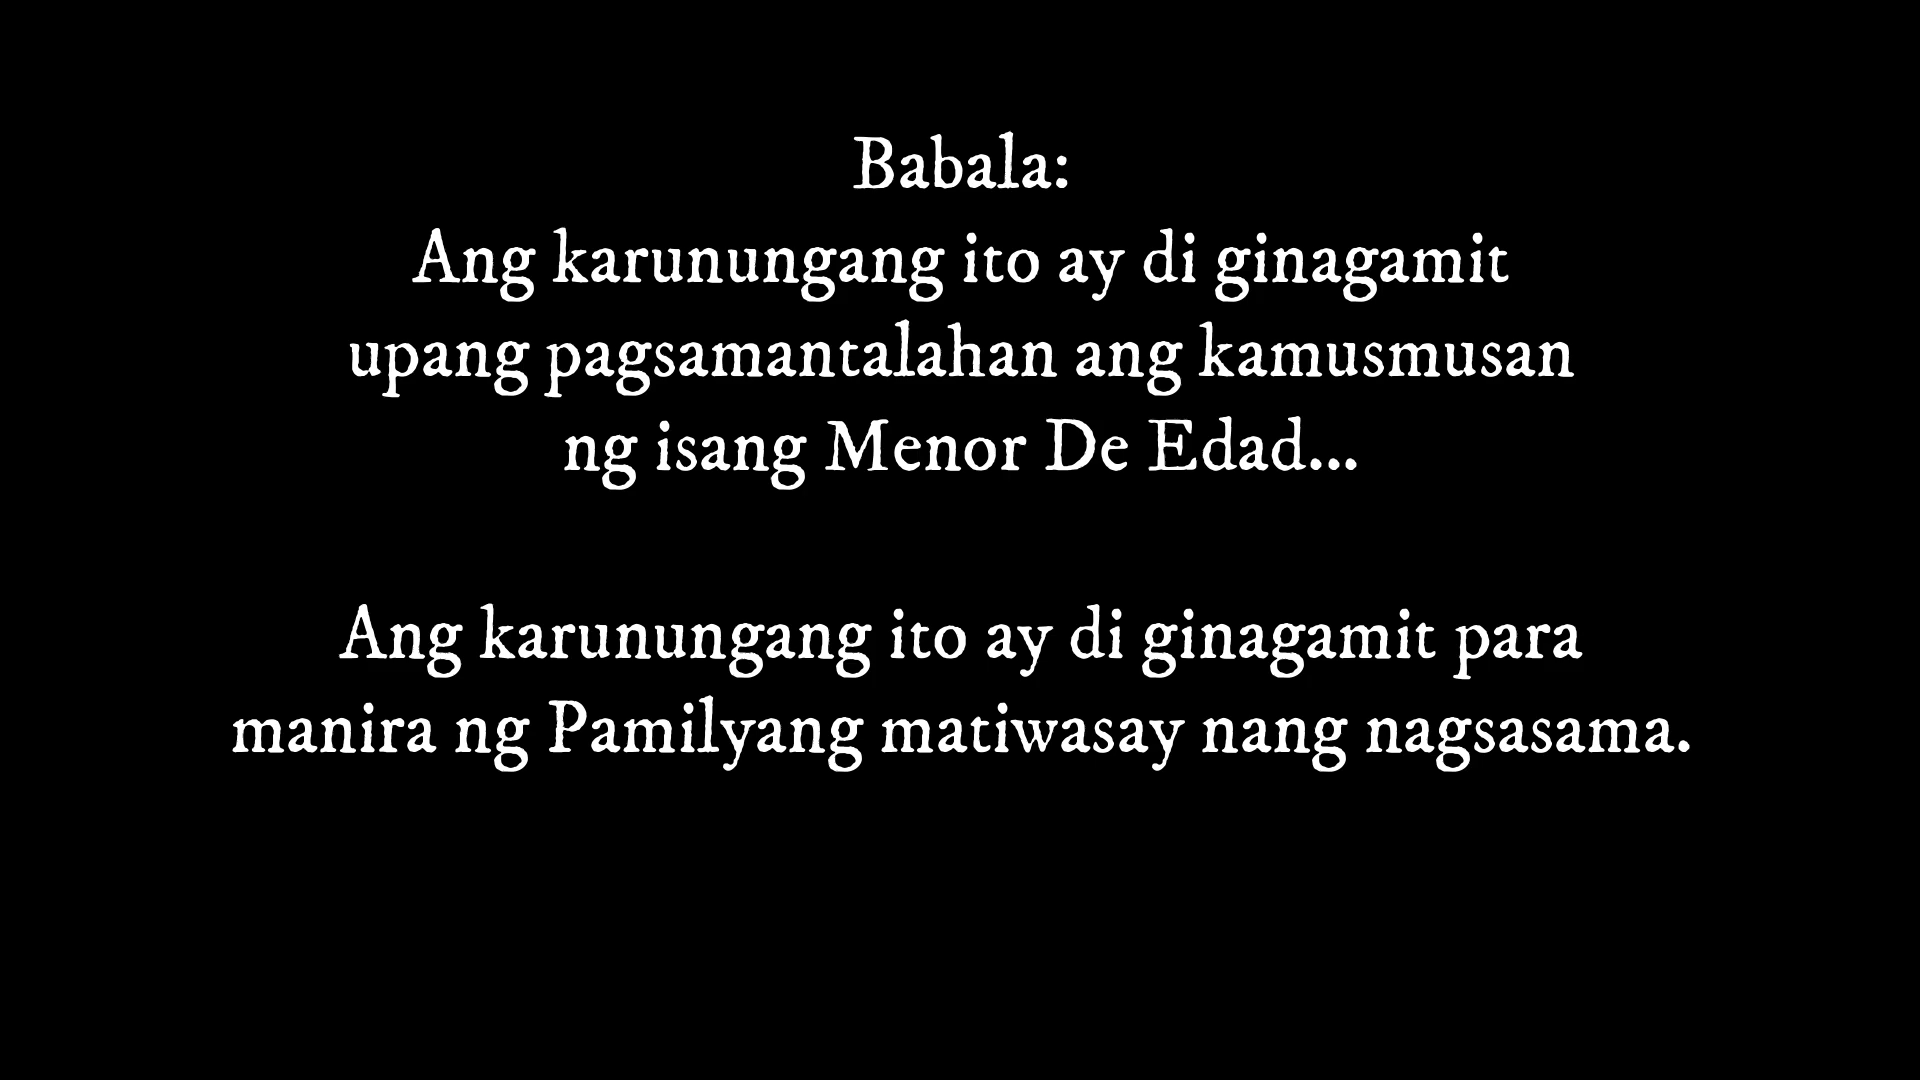 Babala:
Ang karunungang ito ay di ginagamit
upang pagsamantalahan ang kamusmusan
ng isang Menor De Edad...
Ang karunungang ito ay di ginagamit para
manira ng Pamilyang matiwasay nang nagsasama.